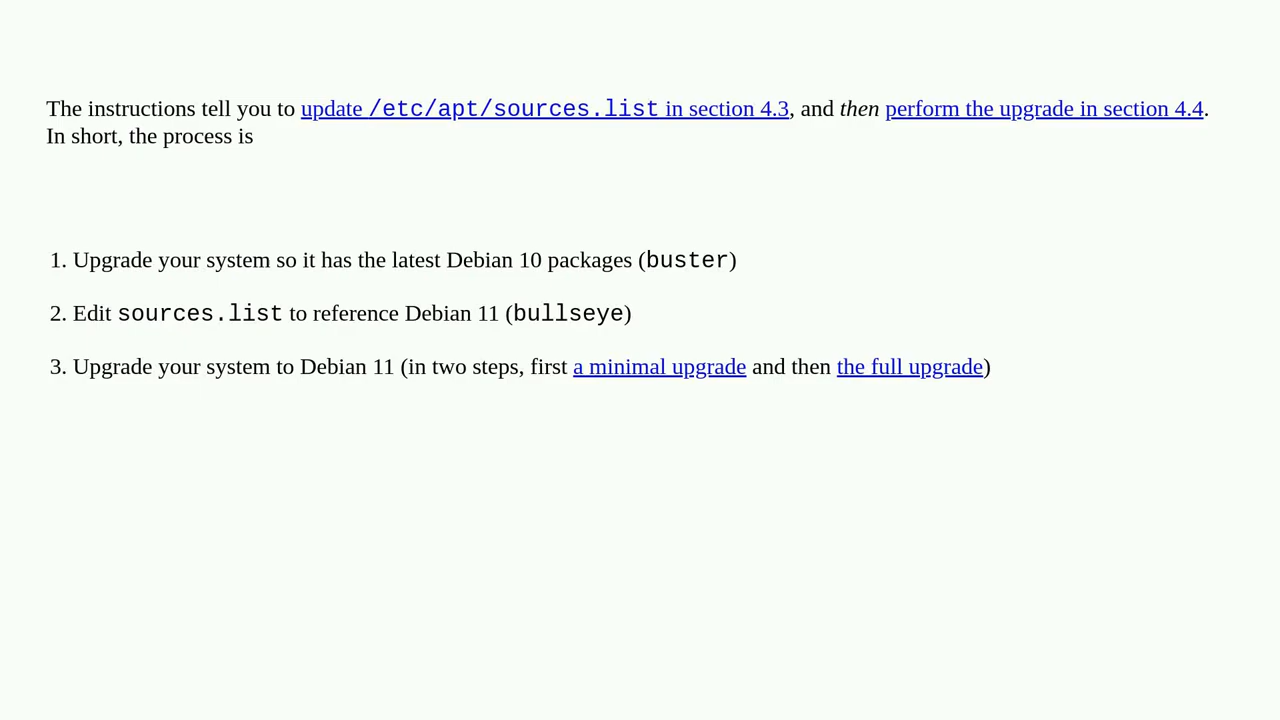 The instructions tell you to update /etc/apt/sources.list in section 4.3, and then perform the upgrade in section 4.4.
In short, the process is
1. Upgrade your system so it has the latest Debian 10 packages (buster)
2. Edit sources.list to reference Debian 11 (bullseye)
3. Upgrade your system to Debian 11 (in two steps, first a minimal upgrade and then the full upgrade)